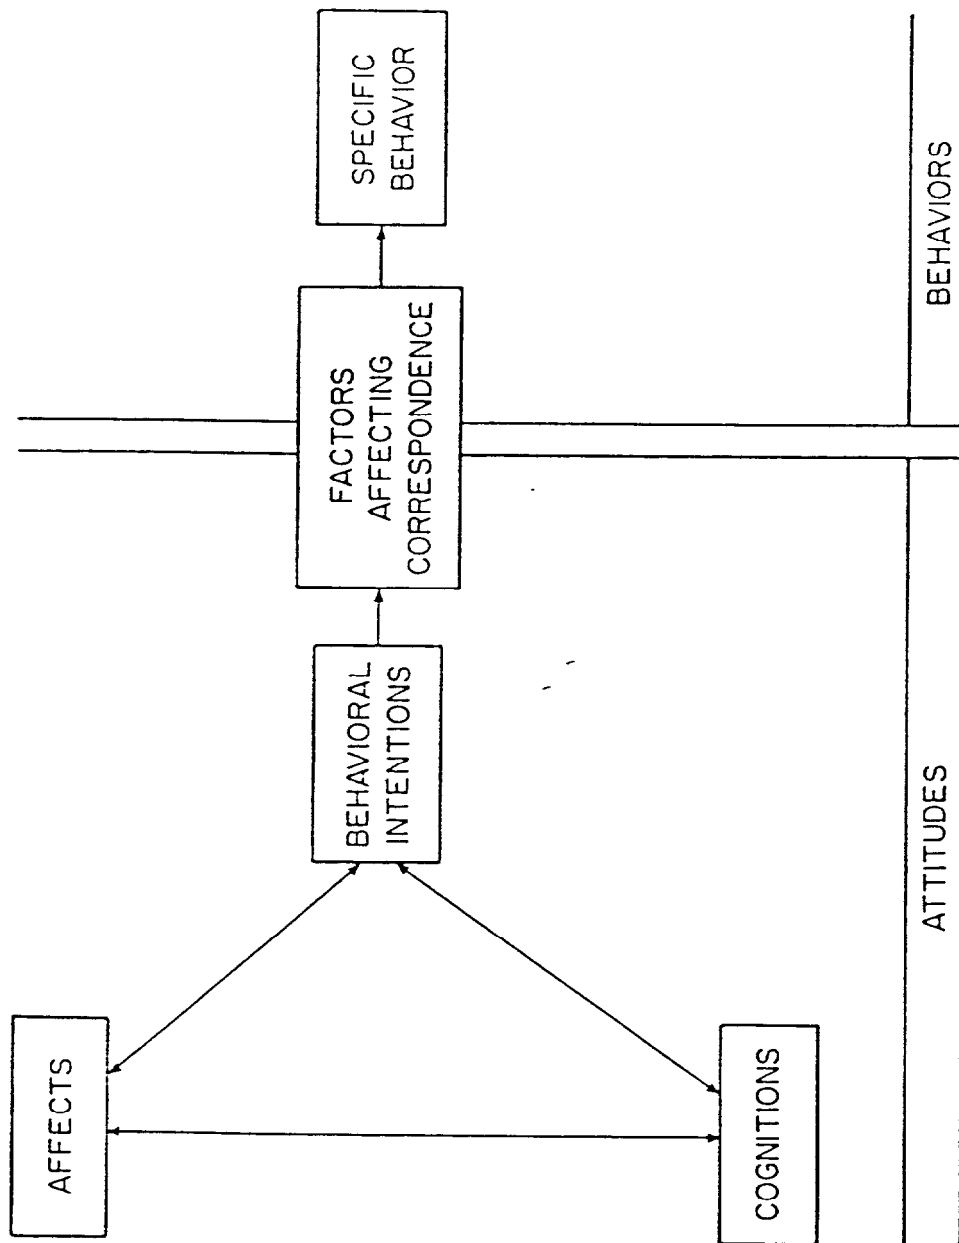 AFFECTS
COGNITIONS
BEHAVIORAL
INTENTIONS
FACTORS
AFFECTING
CORRESPONDENCE
SPECIFIC
BEHAVIOR
ATTITUDES
BEHAVIORS